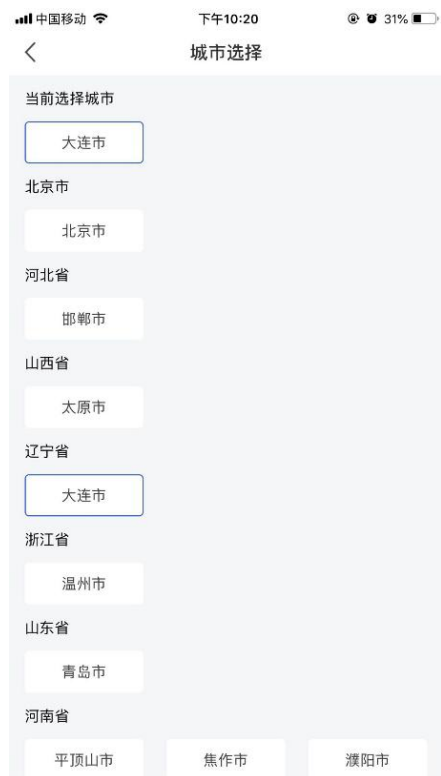 中国移动 下午10:20 31%
城市选择
当前选择城市
大连市
北京市
北京市
河北省
邯郸市
山西省
太原市
辽宁省
大连市
浙江省
温州市
山东省
青岛市
河南省
平顶山市 焦作市 濮阳市